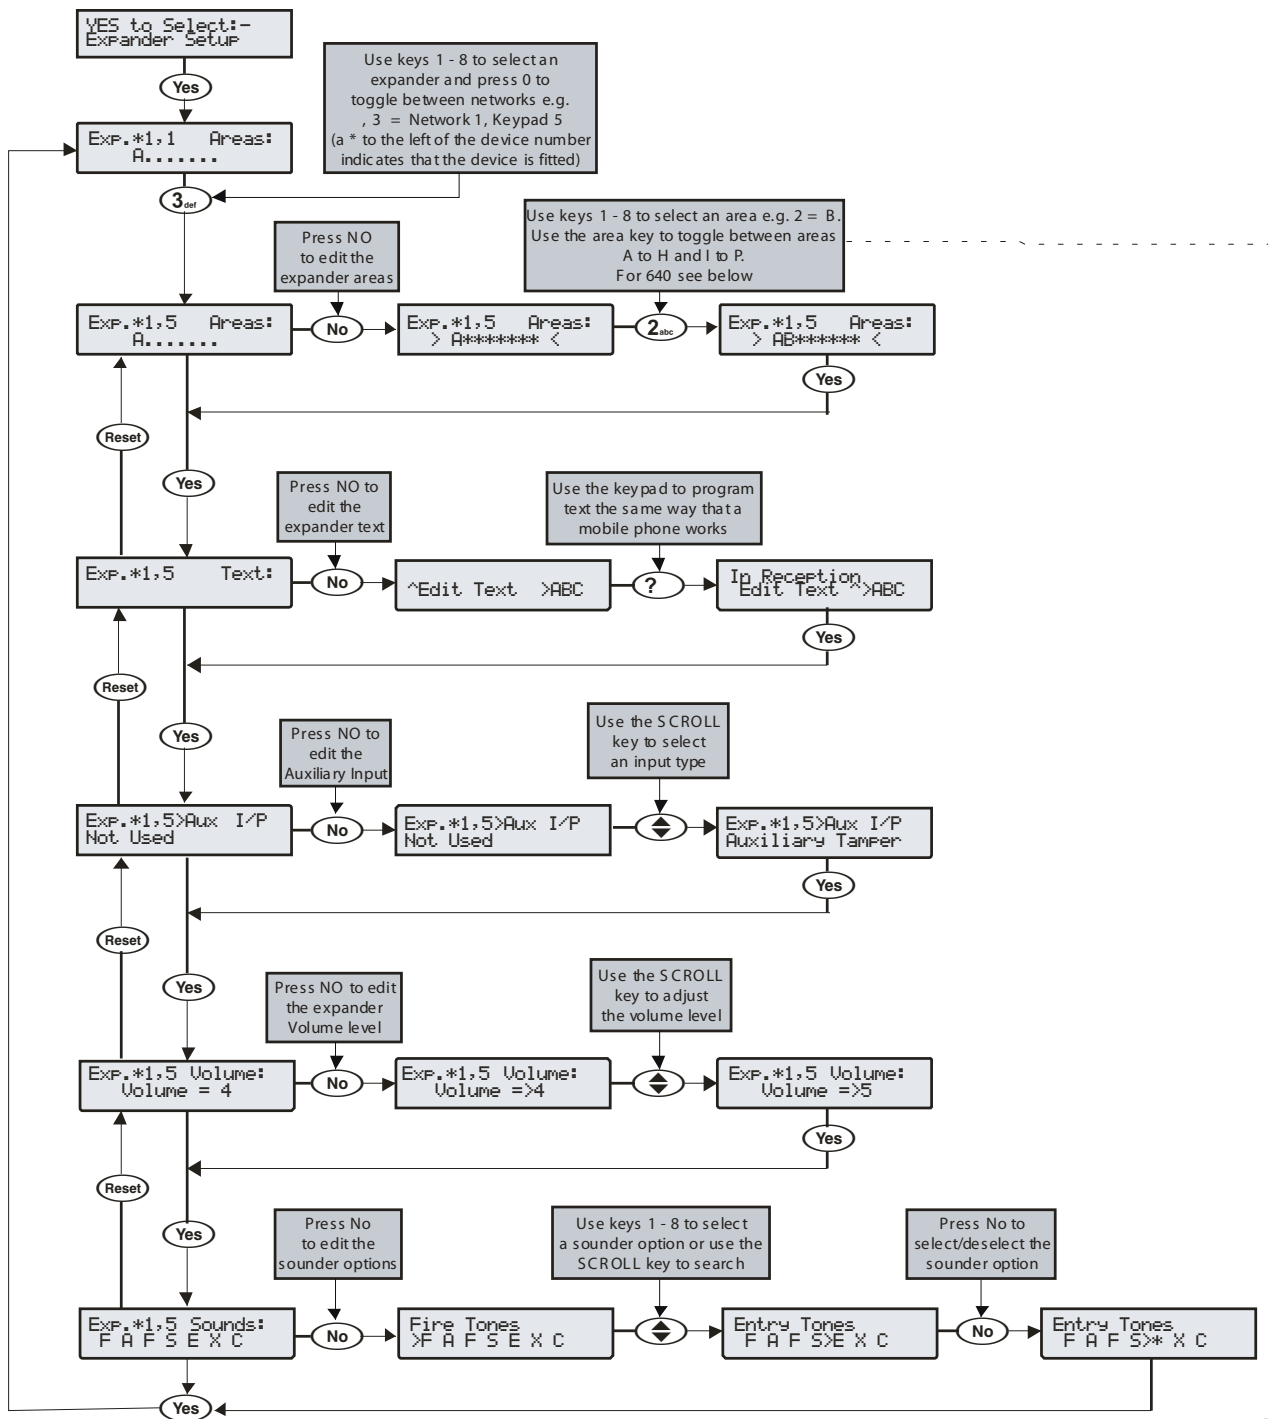 YES to Select:-
Expander Setup
Yes
Use keys 1 - 8 to select an
expander and press 0 to
toggle between networks e.g.
, 3 = Network 1, Keypad 5
(a * to the left of the device number
indicates that the device is fitted)
Exp.*1,1 Areas:
A.......
3def
Press NO
to edit the
expander areas
Use keys 1 - 8 to select an area e.g. 2 = B.
Use the area key to toggle between areas
A to H and I to P.
For 640 see below
Exp.*1,5 Areas:
A.......
No
Exp.*1,5 Areas:
> A******* <
2abc
Exp.*1,5 Areas:
> AB****** <
Yes
Reset
Yes
Press NO to
edit the
expander text
Use the keypad to program
text the same way that a
mobile phone works
Exp.*1,5 Text:
No
^Edit Text >ABC
?
In Reception
Edit Text ^>ABC
Yes
Reset
Yes
Press NO to
edit the
Auxiliary Input
Use the SCROLL
key to select
an input type
Exp.*1,5>Aux I/P
Not Used
No
Exp.*1,5>Aux I/P
Not Used
Exp.*1,5>Aux I/P
Auxiliary Tamper
Yes
Reset
Yes
Press NO to edit
the expander
Volume level
Use the SCROLL
key to adjust
the volume level
Exp.*1,5 Volume:
Volume = 4
No
Exp.*1,5 Volume:
Volume =>4
Exp.*1,5 Volume:
Volume =>5
Yes
Reset
Yes
Press No
to edit the
sounder options
Use keys 1 - 8 to select
a sounder option or use the
SCROLL key to search
Press No to
select/deselect the
sounder option
Exp.*1,5 Sounds:
F A F S E X C
No
Fire Tones
>F A F S E X C
Entry Tones
F A F S>E X C
No
Entry Tones
F A F S>* X C
Yes